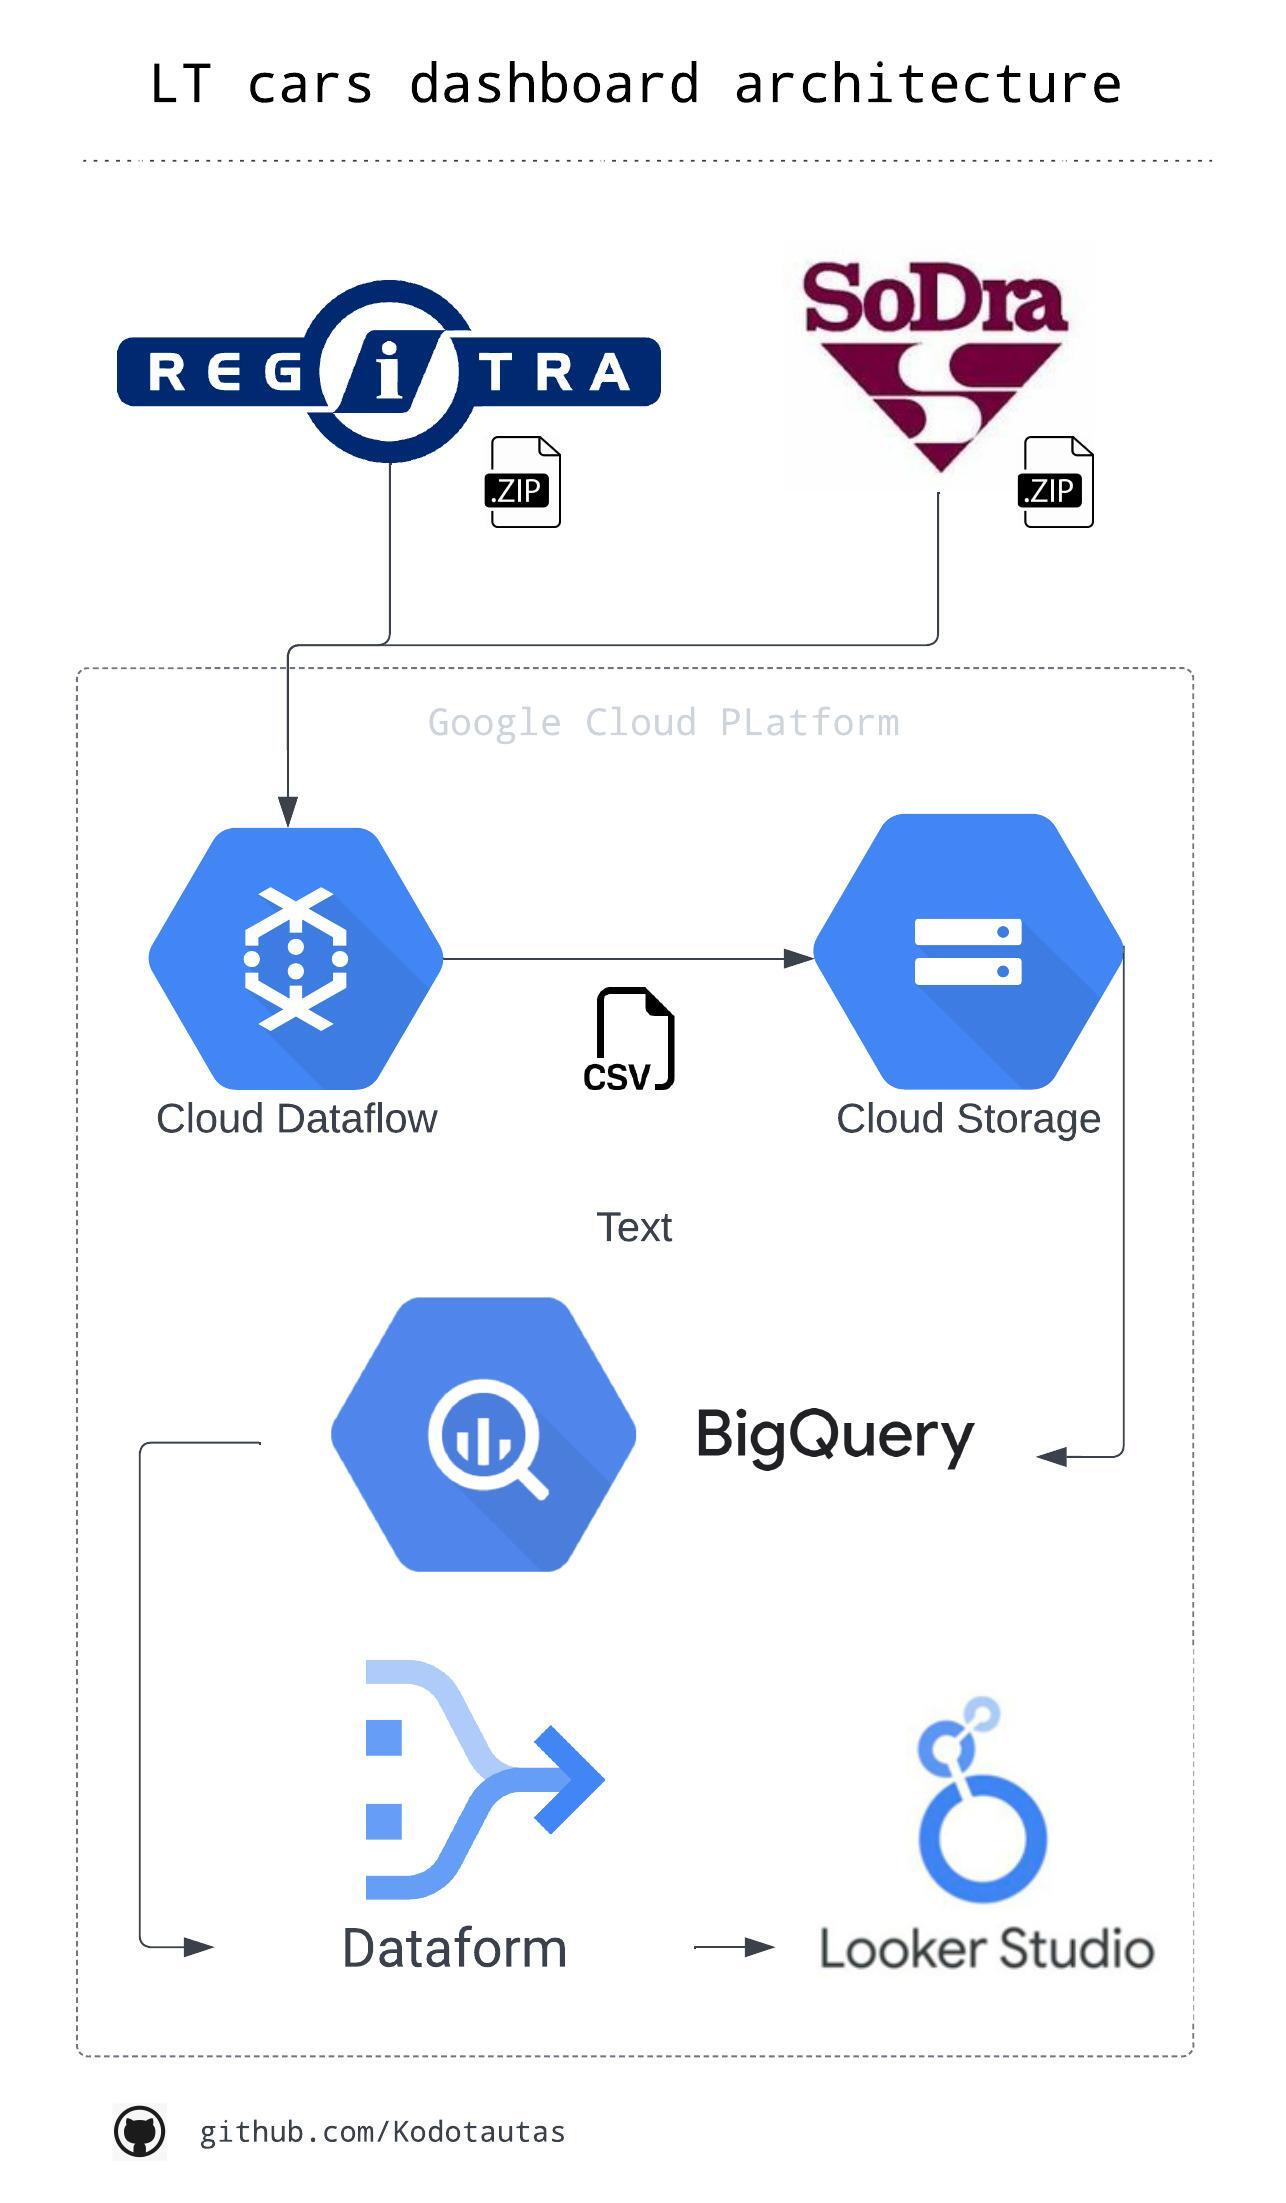 LT cars dashboard architecture
REGiTRA
SoDra
.ZIP
.ZIP
Google Cloud PLatform
CSV
Cloud Dataflow
Cloud Storage
Text
BigQuery
Dataform
Looker Studio
github.com/Kodotautas